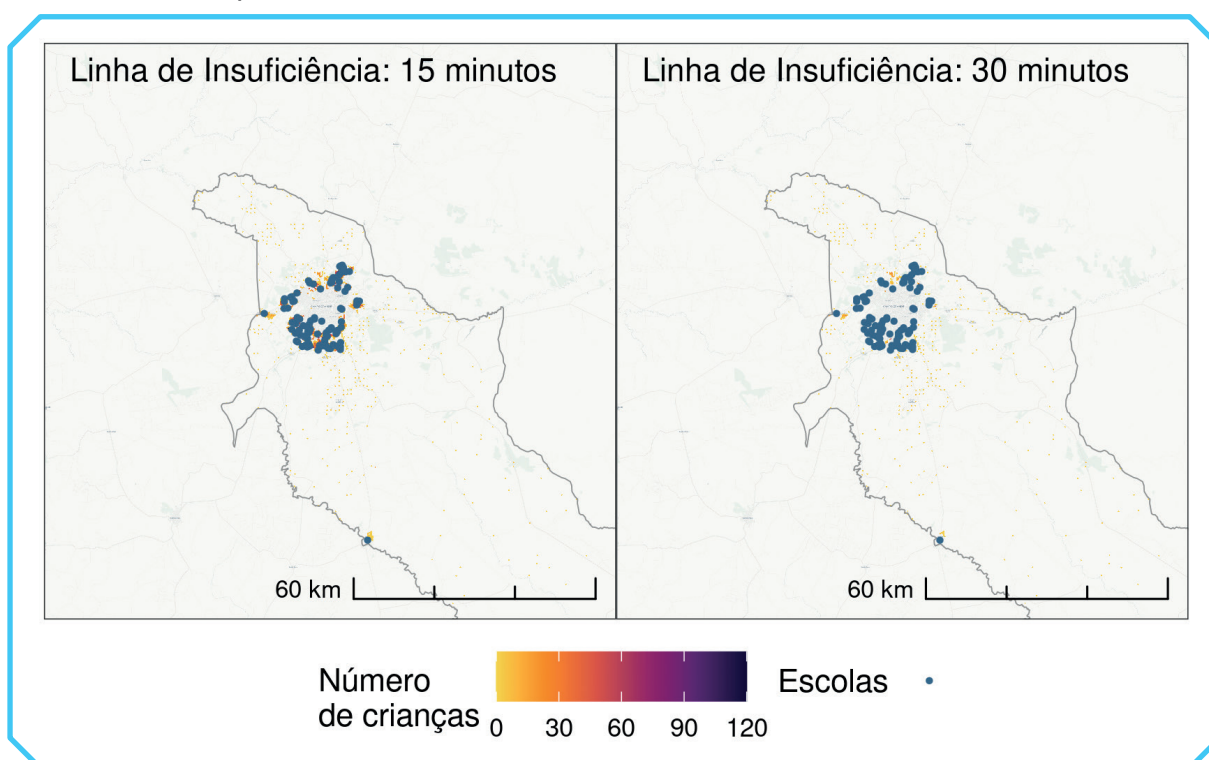 Linha de Insuficiência: 15 minutos
Linha de Insuficiência: 30 minutos
60 km
60 km
Número
de crianças
0 30 60 90 120
Escolas